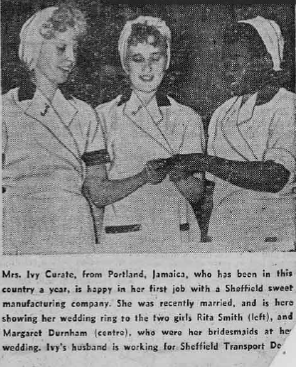 Mrs. Ivy Curate, from Portland, Jamaica, who has been in this
country a year, is happy in her first job with a Sheffield sweet
manufacturing company. She was recently married, and is here
showing her wedding ring to the two girls Rita Smith (left), and
Margaret Durnham (centre), who were her bridesmaids at her
wedding. Ivy's husband is working for Sheffield Transport De